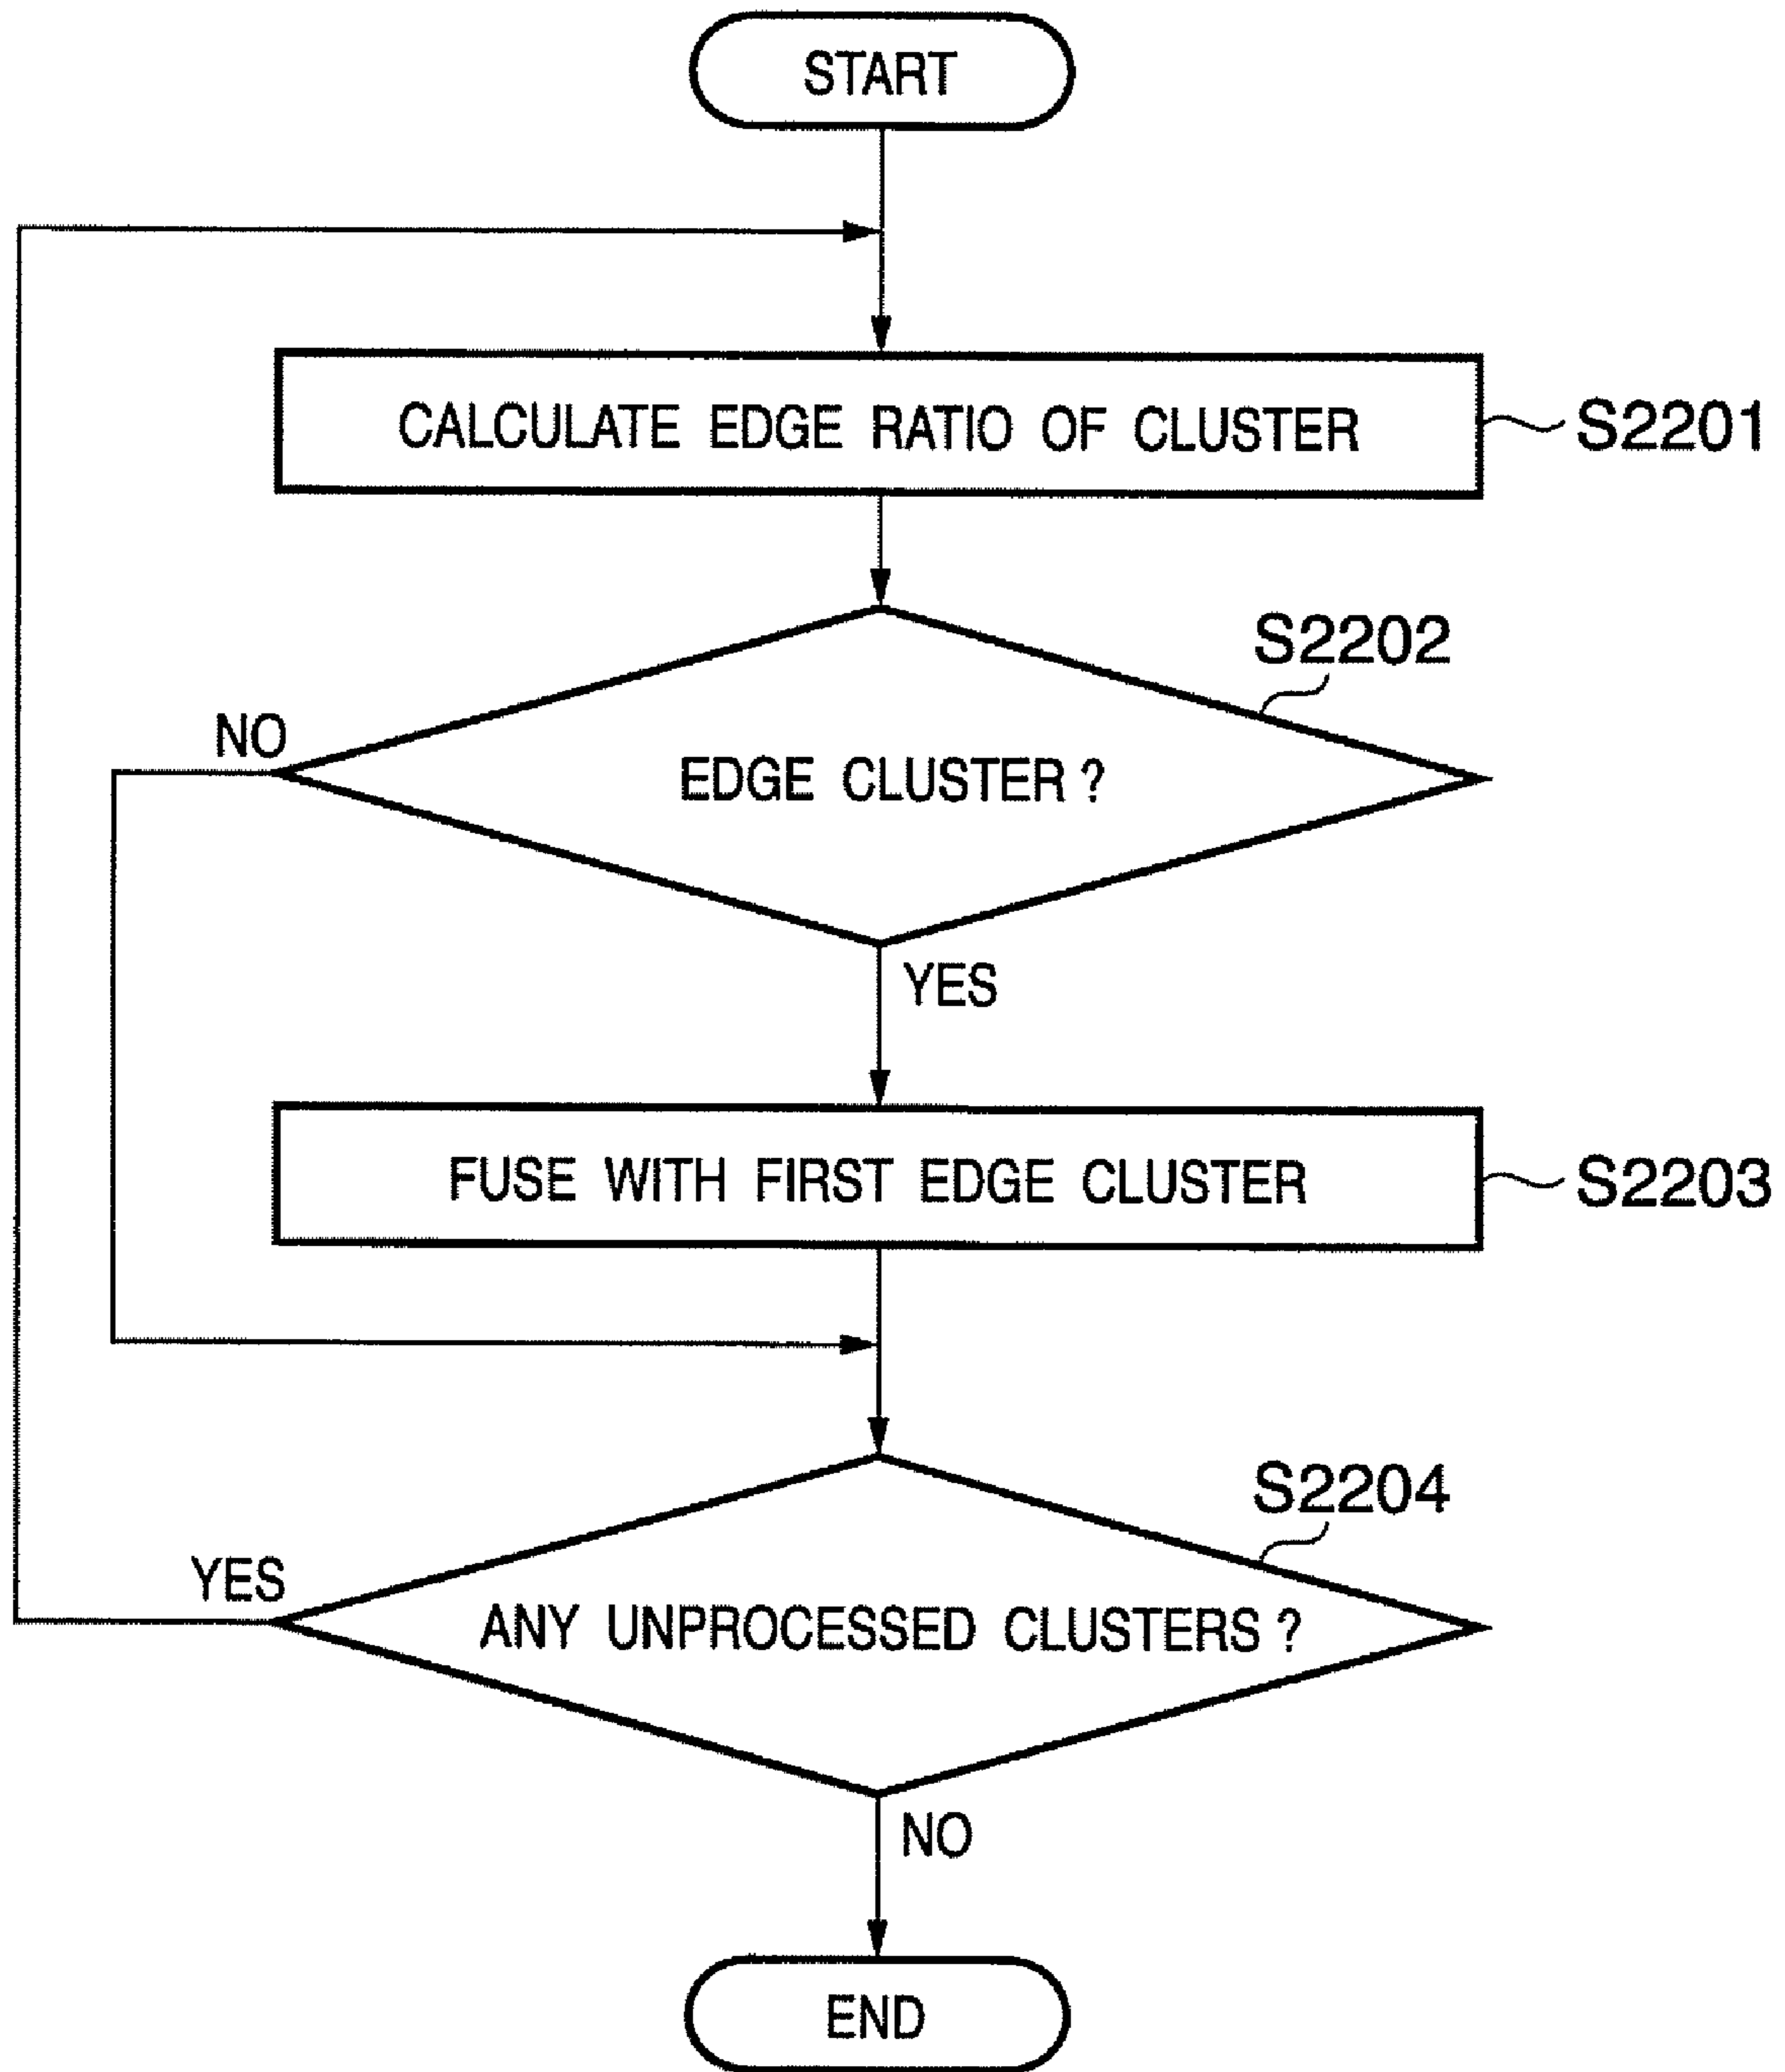 START
CALCULATE EDGE RATIO OF CLUSTER
S2201
S2202
NO
EDGE CLUSTER ?
YES
FUSE WITH FIRST EDGE CLUSTER
S2203
S2204
YES
ANY UNPROCESSED CLUSTERS ?
NO
END